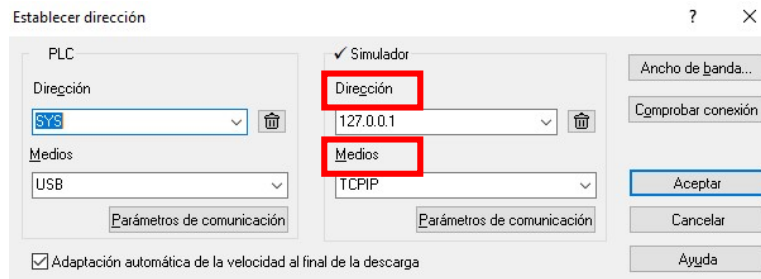 Establecer dirección
? X
PLC
Dirección
SYS
Medios
USB
Parámetros de comunicación
✓ Simulador
Dirección
127.0.0.1
Medios
TCPIP
Parámetros de comunicación
Ancho de banda...
Comprobar conexión
Aceptar
Cancelar
Ayuda
Adaptación automática de la velocidad al final de la descarga